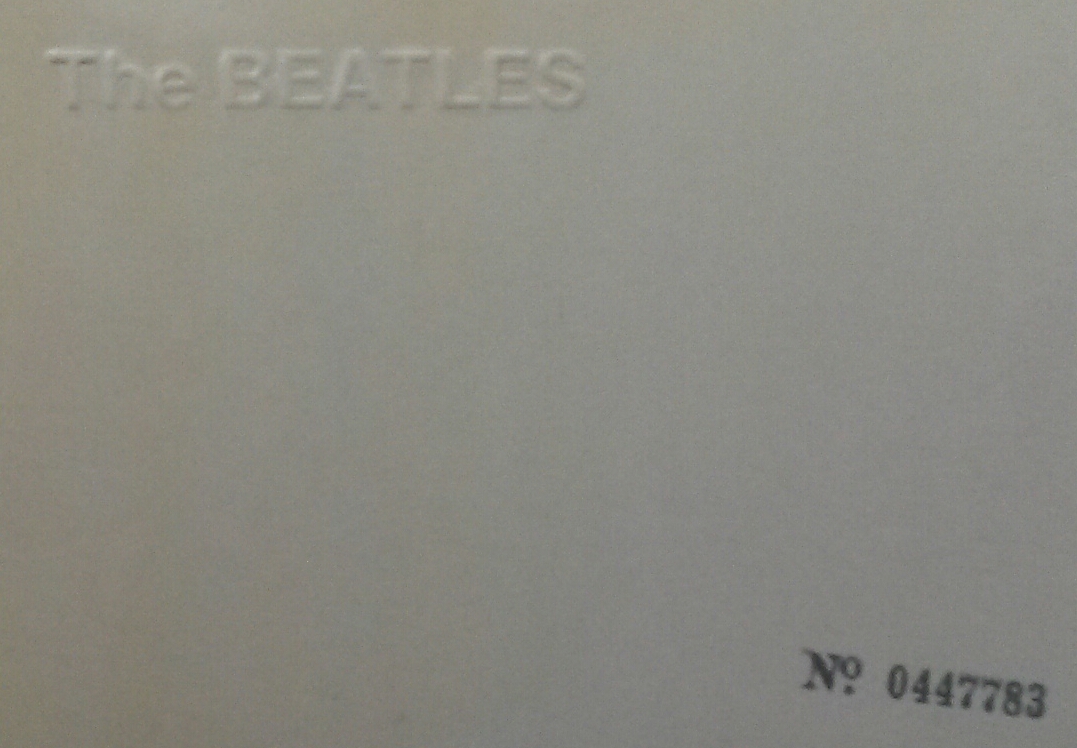 The BEATLES
Nº. 0447783